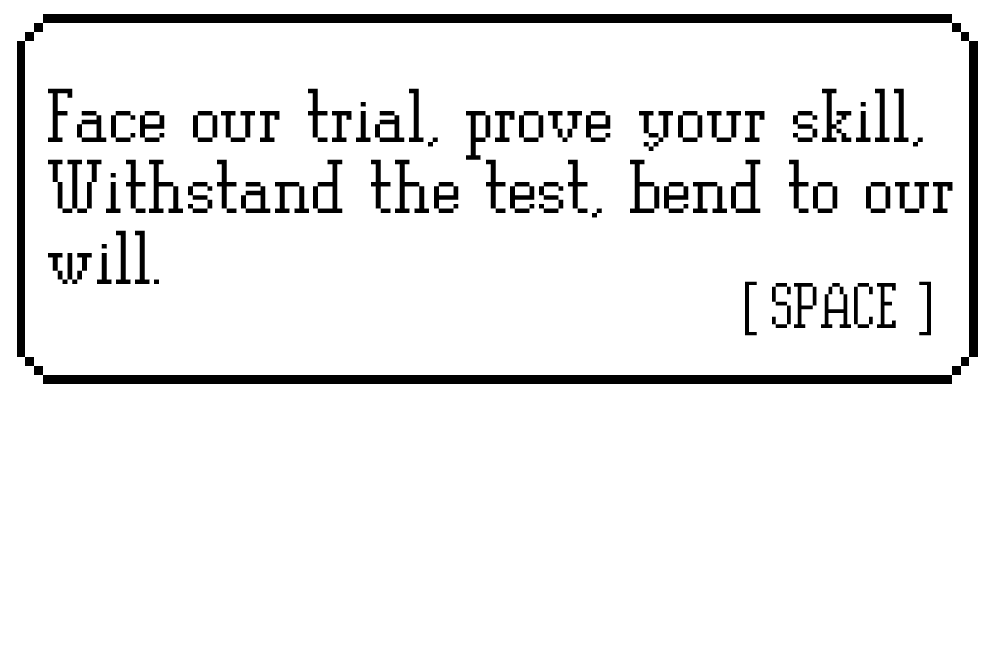 Face our trial, prove your skill,
Withstand the test, bend to our
will.
[ SPACE ]